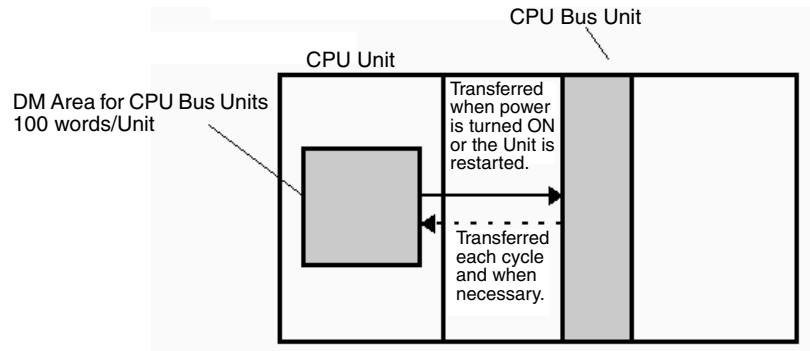 CPU Bus Unit
CPU Unit
DM Area for CPU Bus Units
100 words/Unit
Transferred
when power
is turned ON
or the Unit is
restarted.
Transferred
each cycle
and when
necessary.